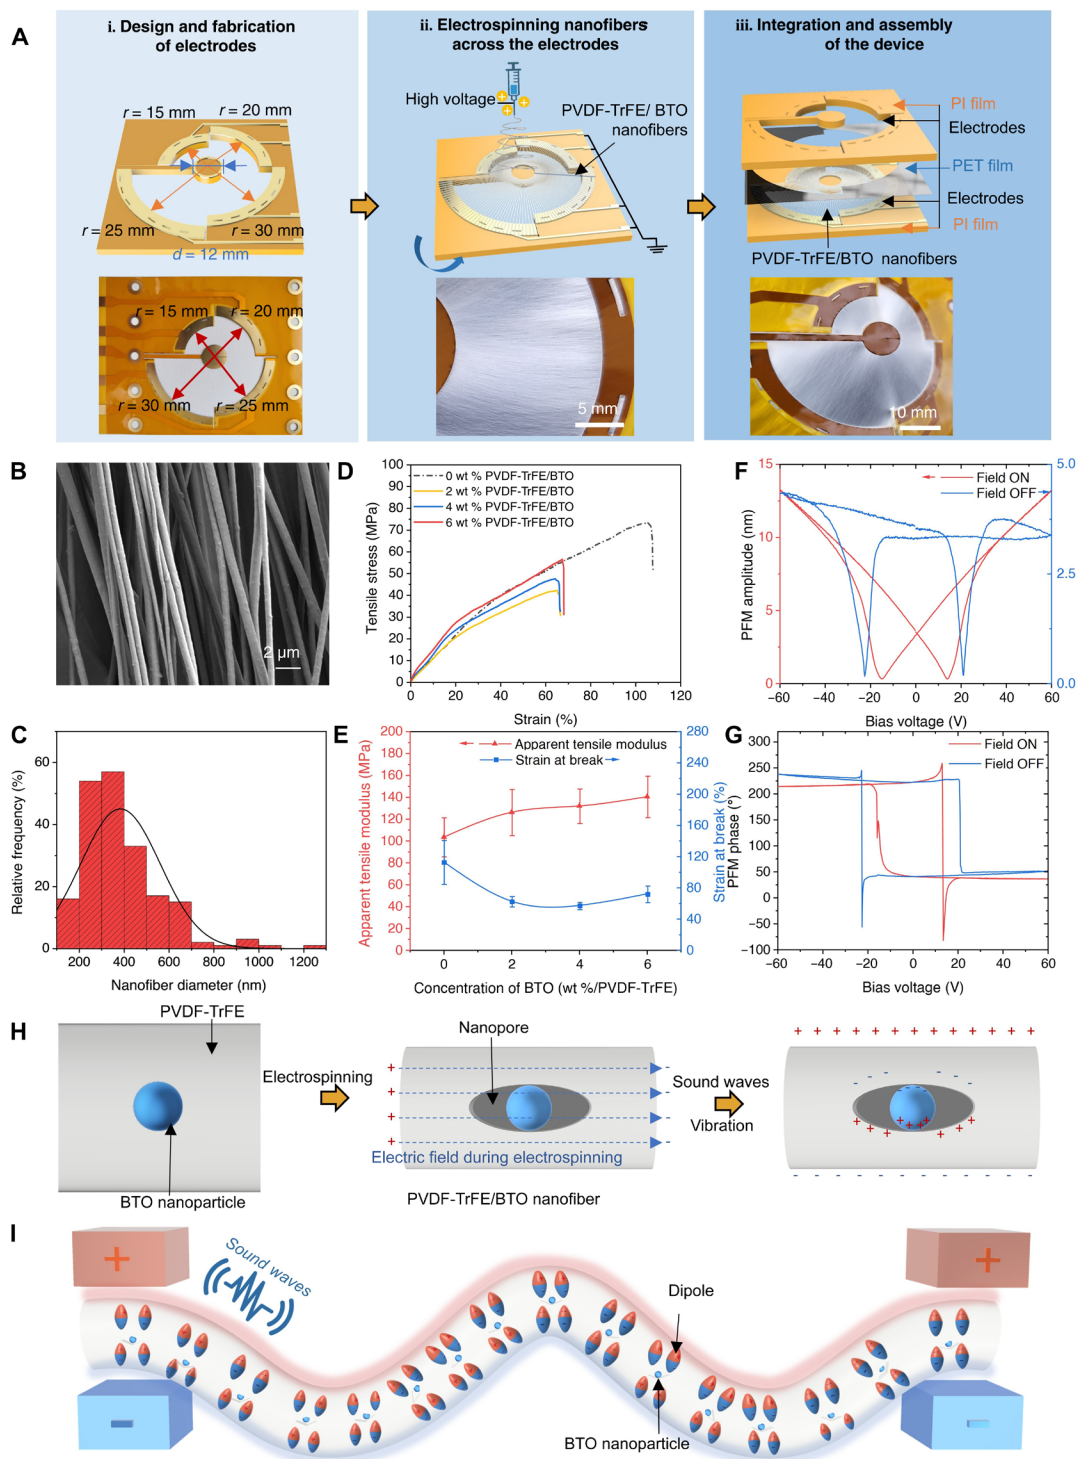 A
i. Design and fabrication
of electrodes
r = 15 mm
r = 20 mm
r = 25 mm
r = 30 mm
d = 12 mm
r = 15 mm
r = 20 mm
r = 30 mm
r = 25 mm
ii. Electrospinning nanofibers
across the electrodes
High voltage
PVDF-TrFE/ BTO
nanofibers
5 mm
iii. Integration and assembly
of the device
PI film
Electrodes
PET film
Electrodes
PI film
PVDF-TrFE/BTO nanofibers
10 mm
B
2 µm
C
Relative frequency (%)
60
40
20
0
200 400 600 800 1000 1200
Nanofiber diameter (nm)
D
Tensile stress (MPa)
100
90
80
70
60
50
40
30
20
10
0
0 wt % PVDF-TrFE/BTO
2 wt % PVDF-TrFE/BTO
4 wt % PVDF-TrFE/BTO
6 wt % PVDF-TrFE/BTO
0 20 40 60 80 100 120
Strain (%)
E
Apparent tensile modulus (MPa)
200
180
160
140
120
100
80
60
40
20
0
Apparent tensile modulus
Strain at break
280
240
200
160
120
80
40
0
Strain at break (%)
0 2 4 6
Concentration of BTO (wt %/PVDF-TrFE)
F
PFM amplitude (nm)
15
10
5
0
Field ON
Field OFF
5.0
2.5
0.0
−60 −40 −20 0 20 40 60
Bias voltage (V)
G
PFM phase (°)
250
200
150
100
50
0
−50
−100
Field ON
Field OFF
−60 −40 −20 0 20 40 60
Bias voltage (V)
H
PVDF-TrFE
BTO nanoparticle
Electrospinning
Nanopore
+ -
+ -
+ -
+ -
Electric field during electrospinning
PVDF-TrFE/BTO nanofiber
Sound waves
Vibration
+ + + + + + + + + + +
- - - - - -
+ + + + + + + + +
- - - - - - - - - - -
I
+
-
Sound waves
Dipole
BTO nanoparticle
+
-